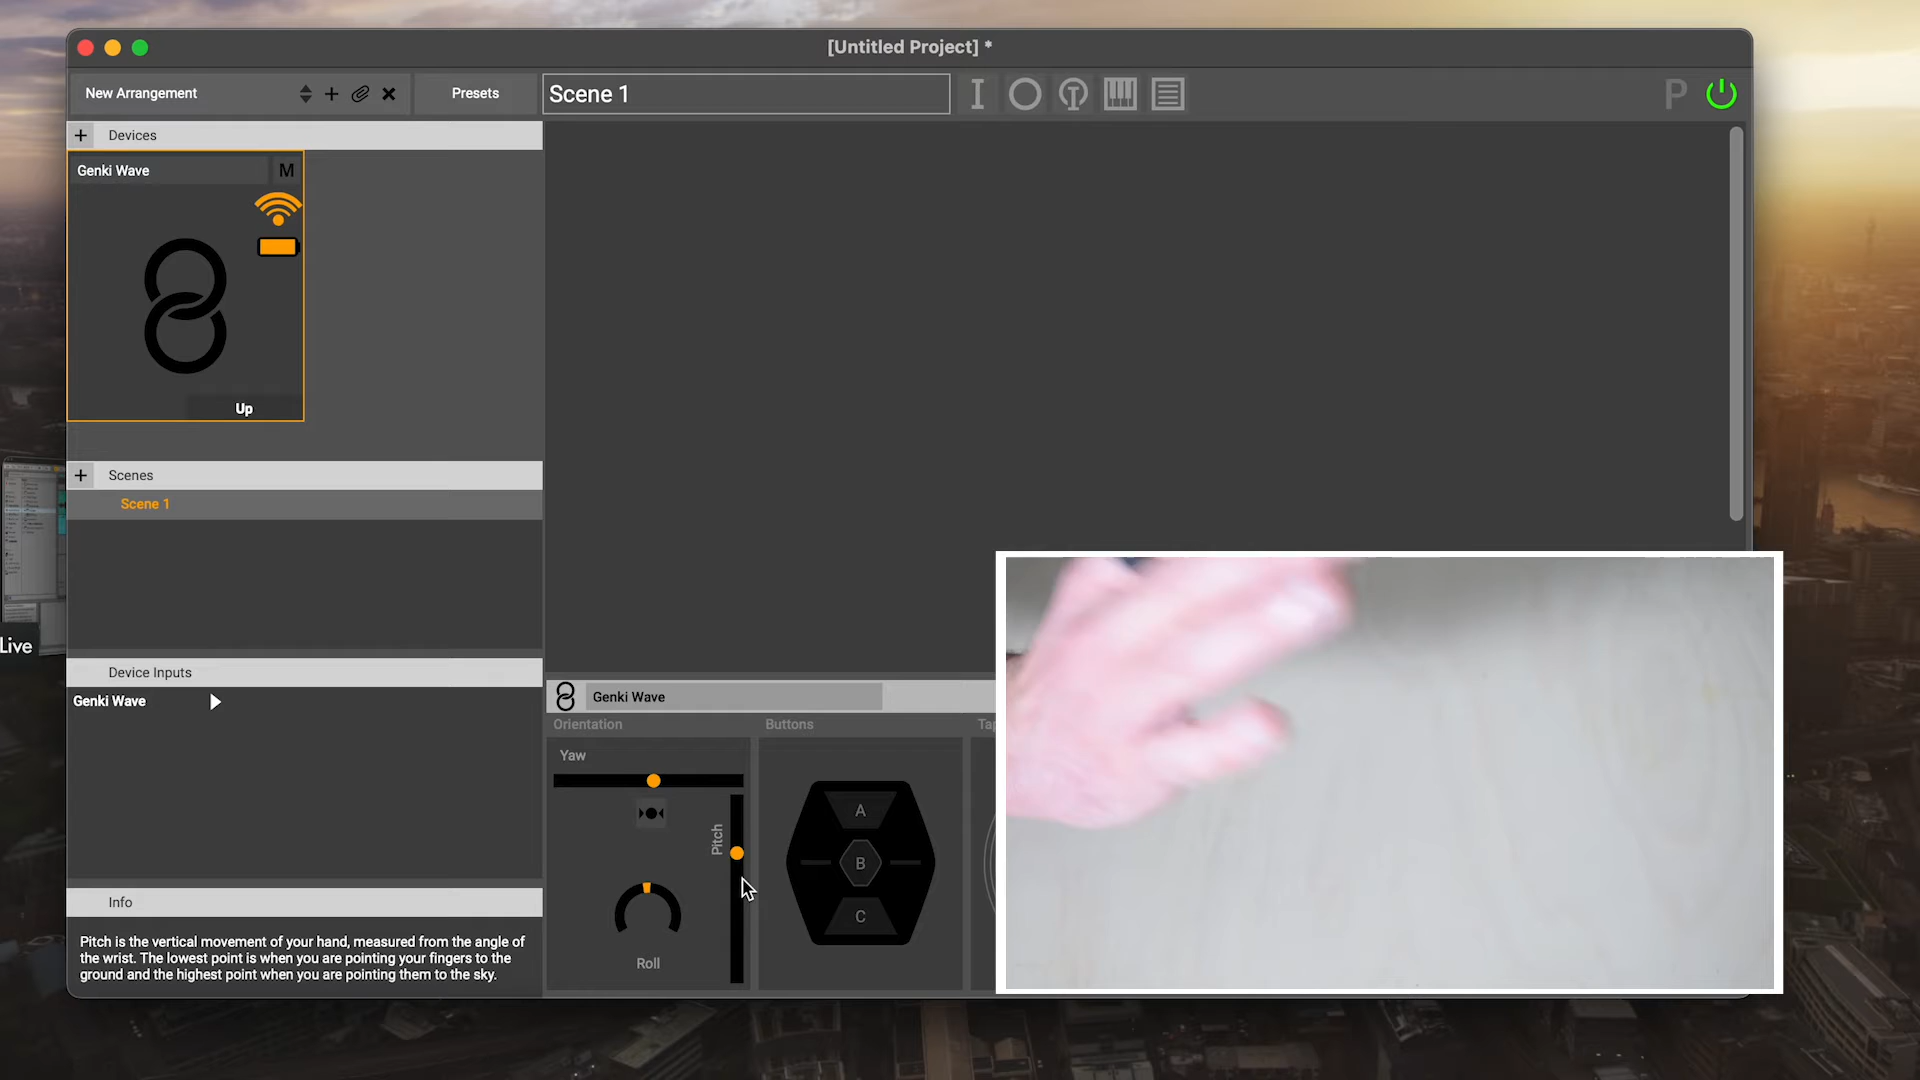 [Untitled Project] *
New Arrangement
Presets
Scene 1
P
Devices
Genki Wave
M
Up
Scenes
Scene 1
Live
Device Inputs
Genki Wave
Genki Wave
Orientation
Buttons
Yaw
Pitch
Roll
A
B
C
Info
Pitch is the vertical movement of your hand, measured from the angle of
the wrist. The lowest point is when you are pointing your fingers to the
ground and the highest point when you are pointing them to the sky.